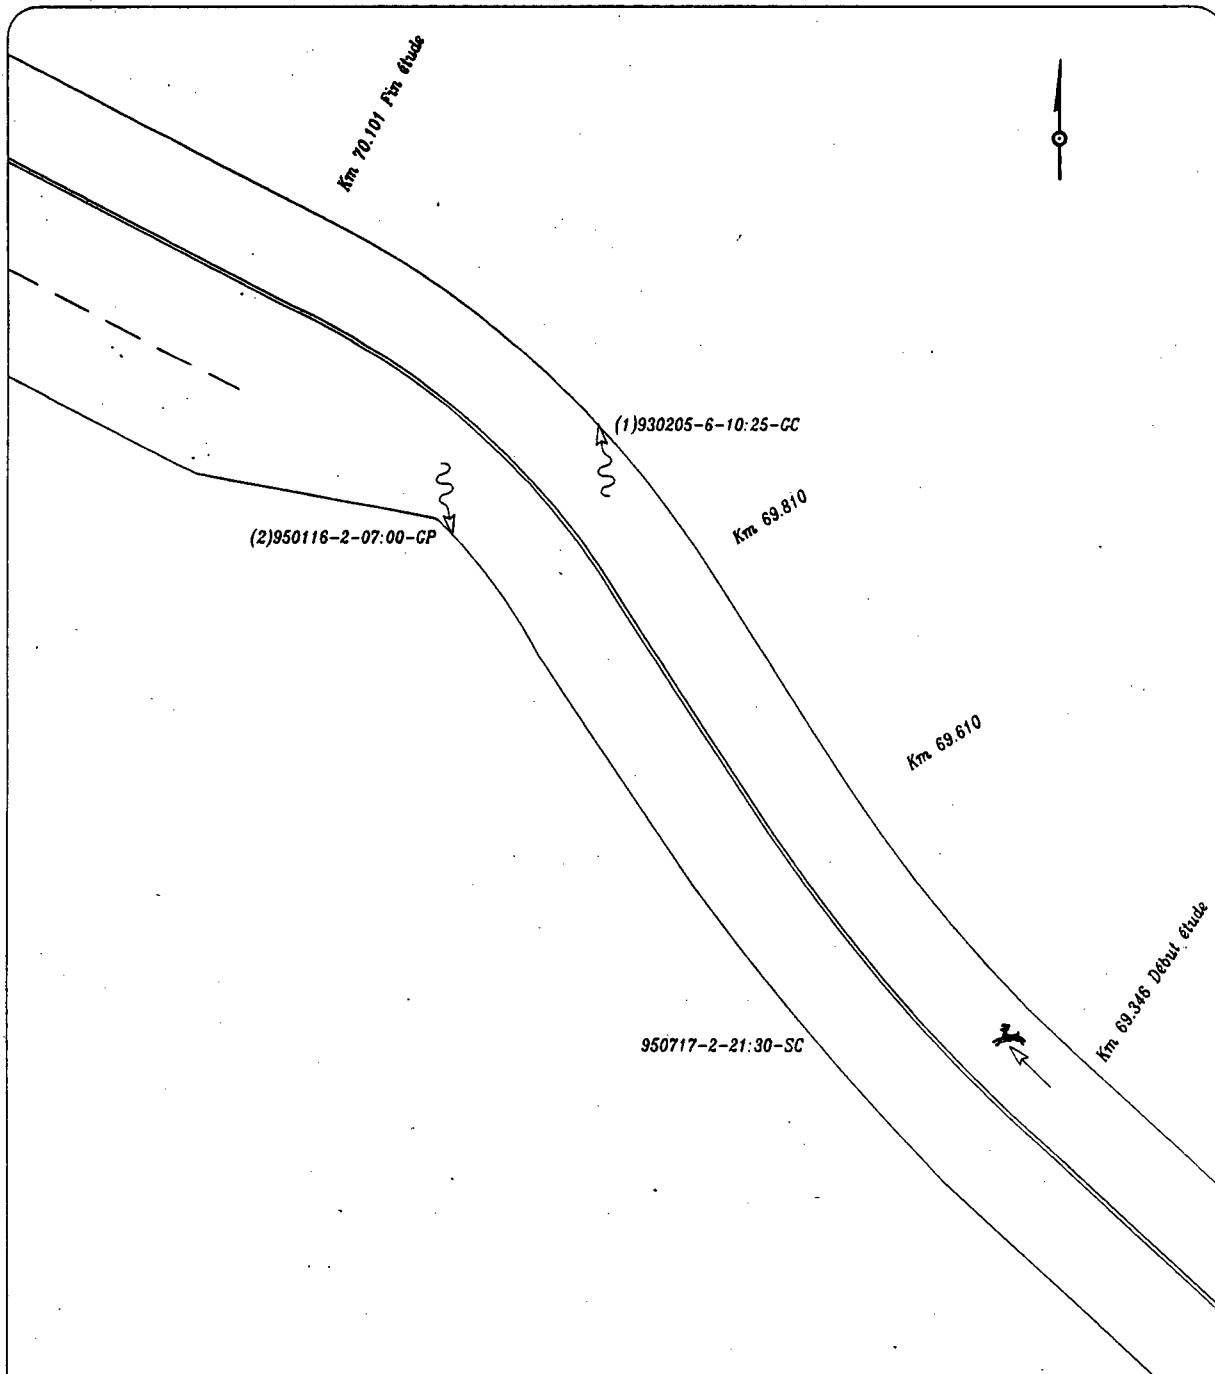 Km 70.101 Fin étude
(1)930205-6-10:25-GC
Km 69.810
(2)950116-2-07:00-GP
Km 69.610
Km 69.346 Début étude
950717-2-21:30-SC